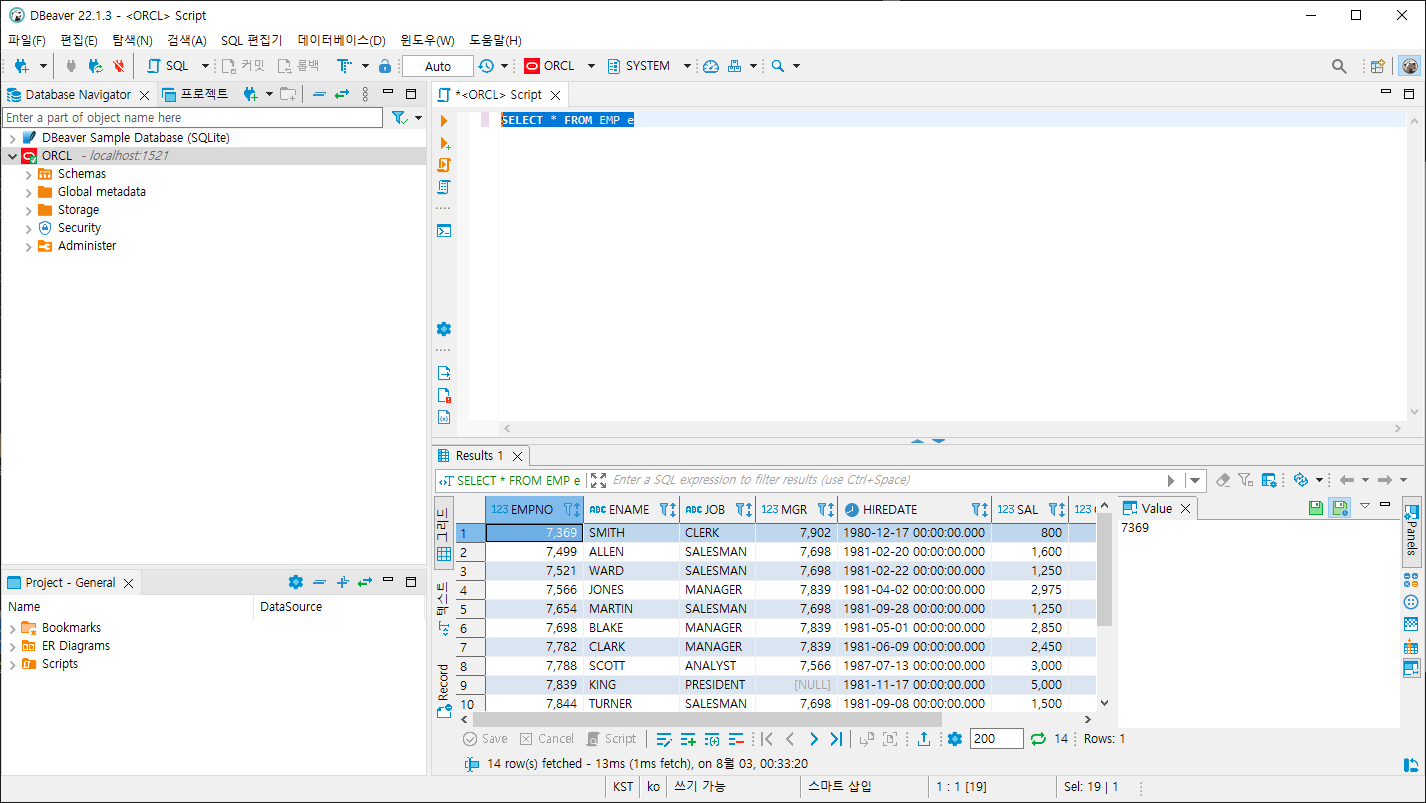 DBeaver 22.1.3 - <ORCL> Script
파일(F) 편집(E) 탐색(N) 검색(A) SQL 편집기 데이터베이스(D) 윈도우(W) 도움말(H)
SQL 커밋 롤백 Auto ORCL SYSTEM
Database Navigator 프로젝트
Enter a part of object name here
DBeaver Sample Database (SQLite)
ORCL - localhost:1521
Schemas
Global metadata
Storage
Security
Administer
Project - General
Name DataSource
Bookmarks
ER Diagrams
Scripts
*<ORCL> Script
SELECT * FROM EMP e
Results 1
SELECT * FROM EMP e Enter a SQL expression to filter results (use Ctrl+Space)
그리드
텍스트
Record
123 EMPNO ABC ENAME ABC JOB 123 MGR HIREDATE 123 SAL 123
1 7,369 SMITH CLERK 7,902 1980-12-17 00:00:00.000 800
2 7,499 ALLEN SALESMAN 7,698 1981-02-20 00:00:00.000 1,600
3 7,521 WARD SALESMAN 7,698 1981-02-22 00:00:00.000 1,250
4 7,566 JONES MANAGER 7,839 1981-04-02 00:00:00.000 2,975
5 7,654 MARTIN SALESMAN 7,698 1981-09-28 00:00:00.000 1,250
6 7,698 BLAKE MANAGER 7,839 1981-05-01 00:00:00.000 2,850
7 7,782 CLARK MANAGER 7,839 1981-06-09 00:00:00.000 2,450
8 7,788 SCOTT ANALYST 7,566 1987-07-13 00:00:00.000 3,000
9 7,839 KING PRESIDENT [NULL] 1981-11-17 00:00:00.000 5,000
10 7,844 TURNER SALESMAN 7,698 1981-09-08 00:00:00.000 1,500
Value
7369
Panels
Save Cancel Script 200 14 Rows: 1
14 row(s) fetched - 13ms (1ms fetch), on 8월 03, 00:33:20
KST ko 쓰기 가능 스마트 삽입 1 : 1 [19] Sel: 19 | 1